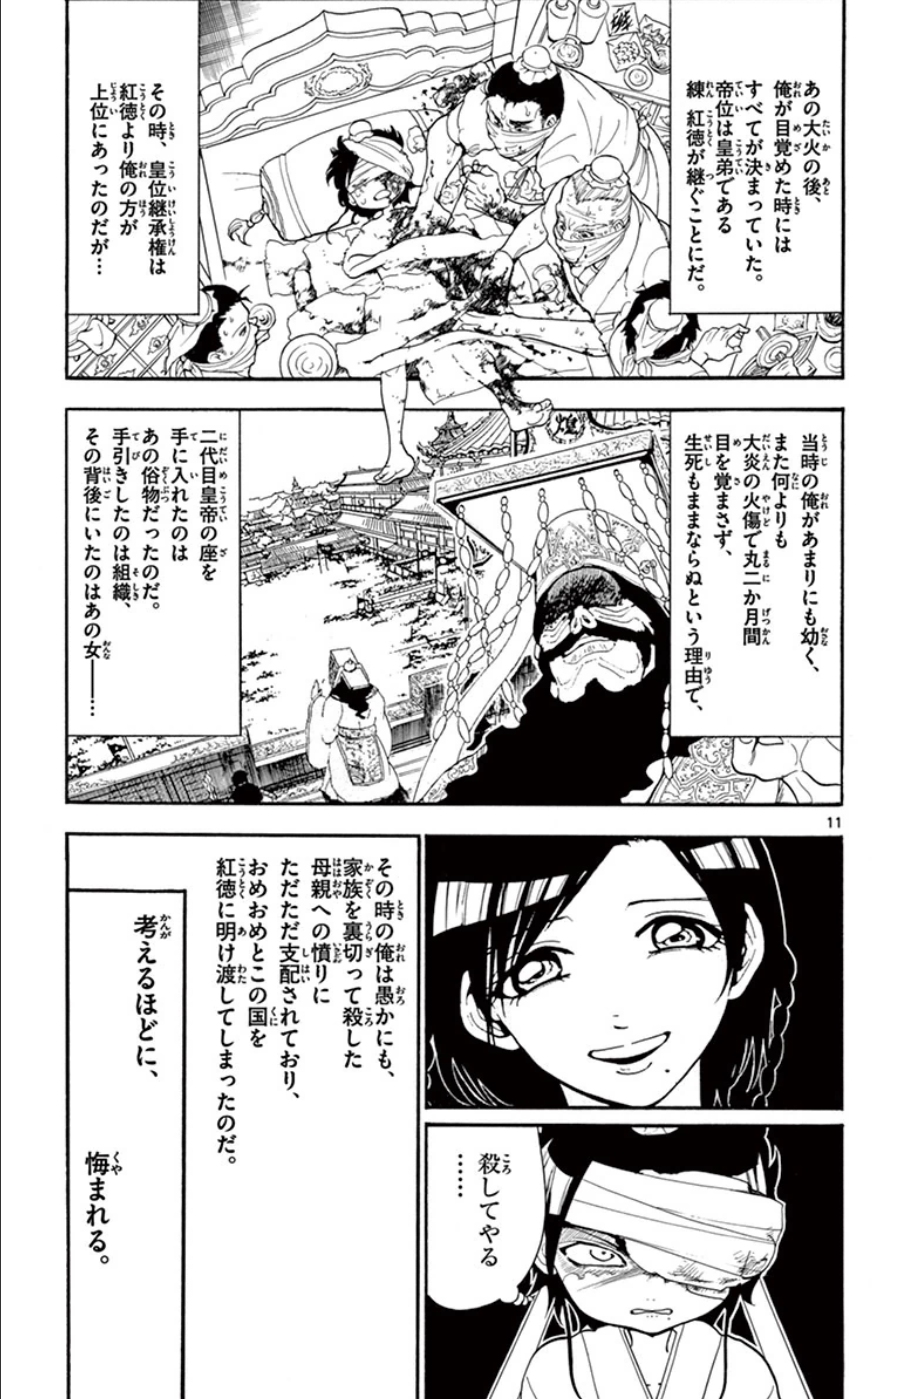 あの大火の後、
俺が目覚めた時には
すべてが決まっていた。
帝位は皇弟である
練 紅徳が継ぐことにだ。
その時、皇位継承権は
紅徳より俺の方が
上位にあったのだが…
当時の俺があまりにも幼く、
また何よりも
大炎の火傷で丸二か月間
目を覚まさず、
生死もままならぬという理由で、
二代目皇帝の座を
手に入れたのは
あの俗物だったのだ。
手引きしたのは組織、
その背後にいたのはあの女――……
11
その時の俺は愚かにも、
家族を裏切って殺した
母親への憤りに
ただただ支配されており、
おめおめとこの国を
紅徳に明け渡してしまったのだ。
殺してやる
……
考えるほどに、
悔まれる。